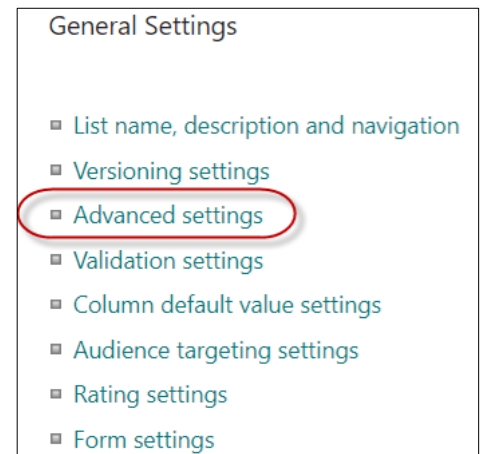 General Settings
List name, description and navigation
Versioning settings
Advanced settings
Validation settings
Column default value settings
Audience targeting settings
Rating settings
Form settings